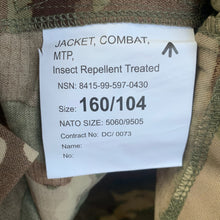 JACKET, COMBAT,
MTP,
Insect Repellent Treated
NSN: 8415-99-597-0430
Size: 160/104
NATO SIZE: 5060/9505
Contract No: DC/ 0073
Name:
No: